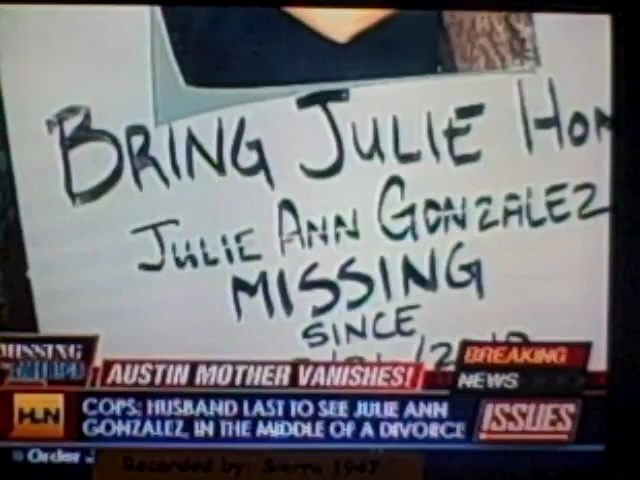 BRING JULIE HOM
JULIE ANN GONZALEZ
MISSING
SINCE
MISSING
AUSTIN MOTHER VANISHES!
BREAKING
NEWS
HLN
COPS: HUSBAND LAST TO SEE JULIE ANN
GONZALEZ, IN THE MIDDLE OF A DIVORCE
ISSUES
Order
Recorded by: Sierra 1947